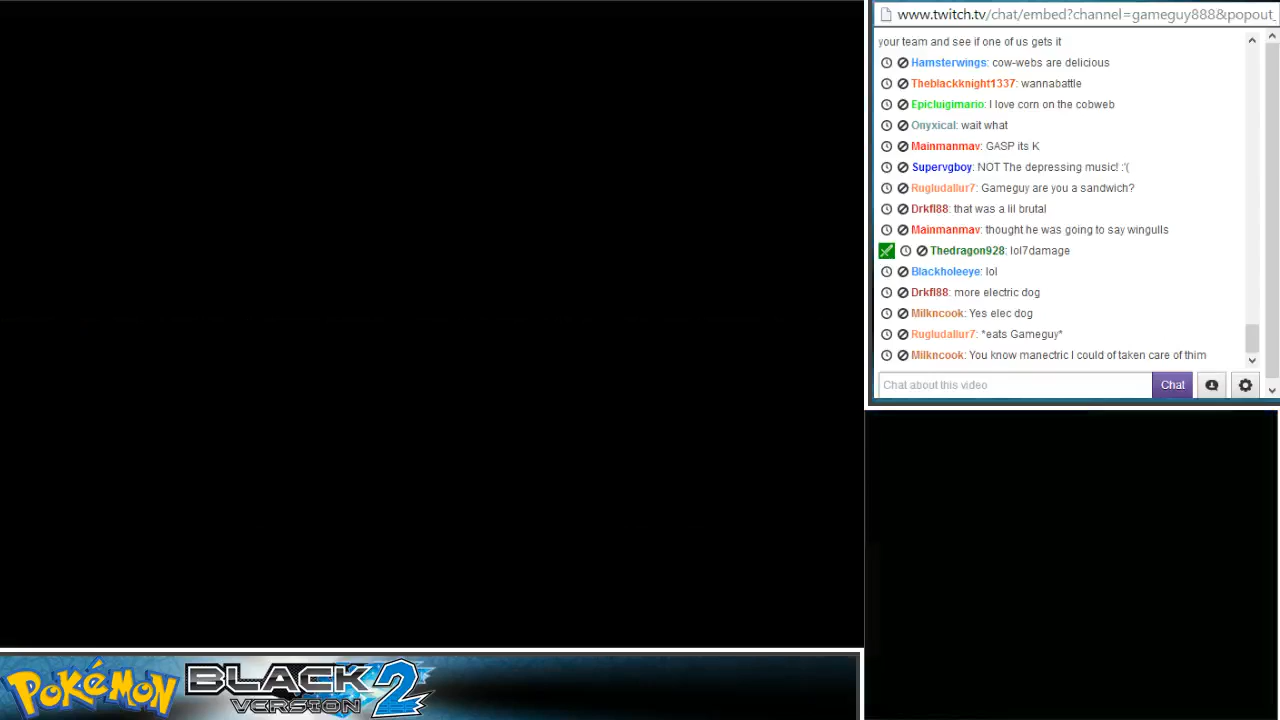 www.twitch.tv/chat/embed?channel=gameguy888&popout_
your team and see if one of us gets it
Hamsterwings: cow-webs are delicious
Theblackknight1337: wannabattle
Epicluigimario: I love corn on the cobweb
Onyxical: wait what
Mainmanmav: GASP its K
Supervgboy: NOT The depressing music! :'(
Rugludallur7: Gameguy are you a sandwich?
Drkfl88: that was a lil brutal
Mainmanmav: thought he was going to say wingulls
Thedragon928: lol7damage
Blackholeeye: lol
Drkfl88: more electric dog
Milkncook: Yes elec dog
Rugludallur7: *eats Gameguy*
Milkncook: You know manectric I could of taken care of thim
Chat about this video
Chat
POKéMON
BLACK 2
VERSION